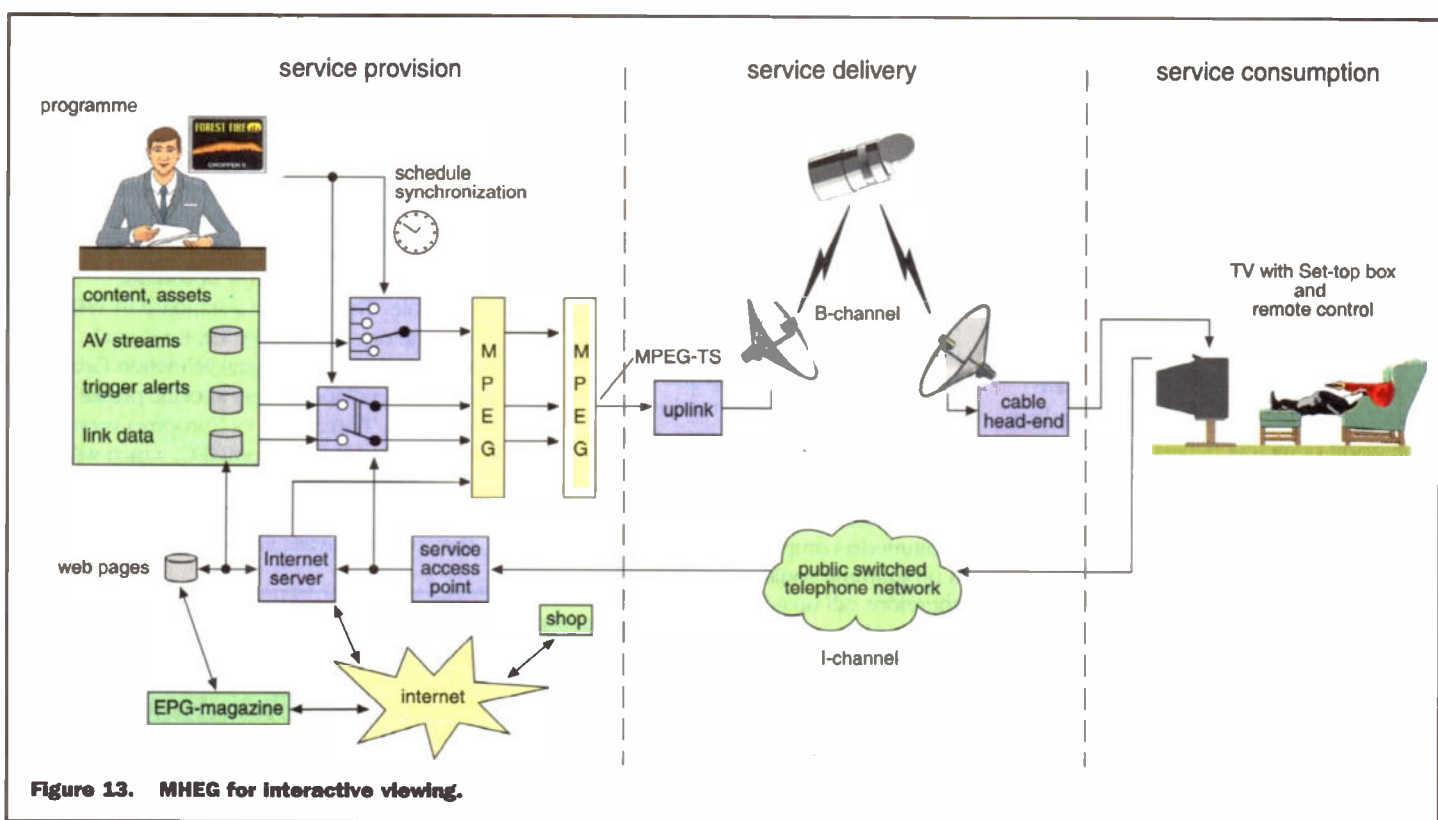 service provision
service delivery
service consumption
programme
FOREST FIRE
schedule
synchronization
content, assets
AV streams
trigger alerts
link data
M
P
E
G
M
P
E
G
MPEG-TS
uplink
B-channel
cable
head-end
TV with Set-top box
and
remote control
web pages
Internet
server
service
access
point
public switched
telephone network
I-channel
shop
internet
EPG-magazine
Figure 13. MHEG for interactive viewing.